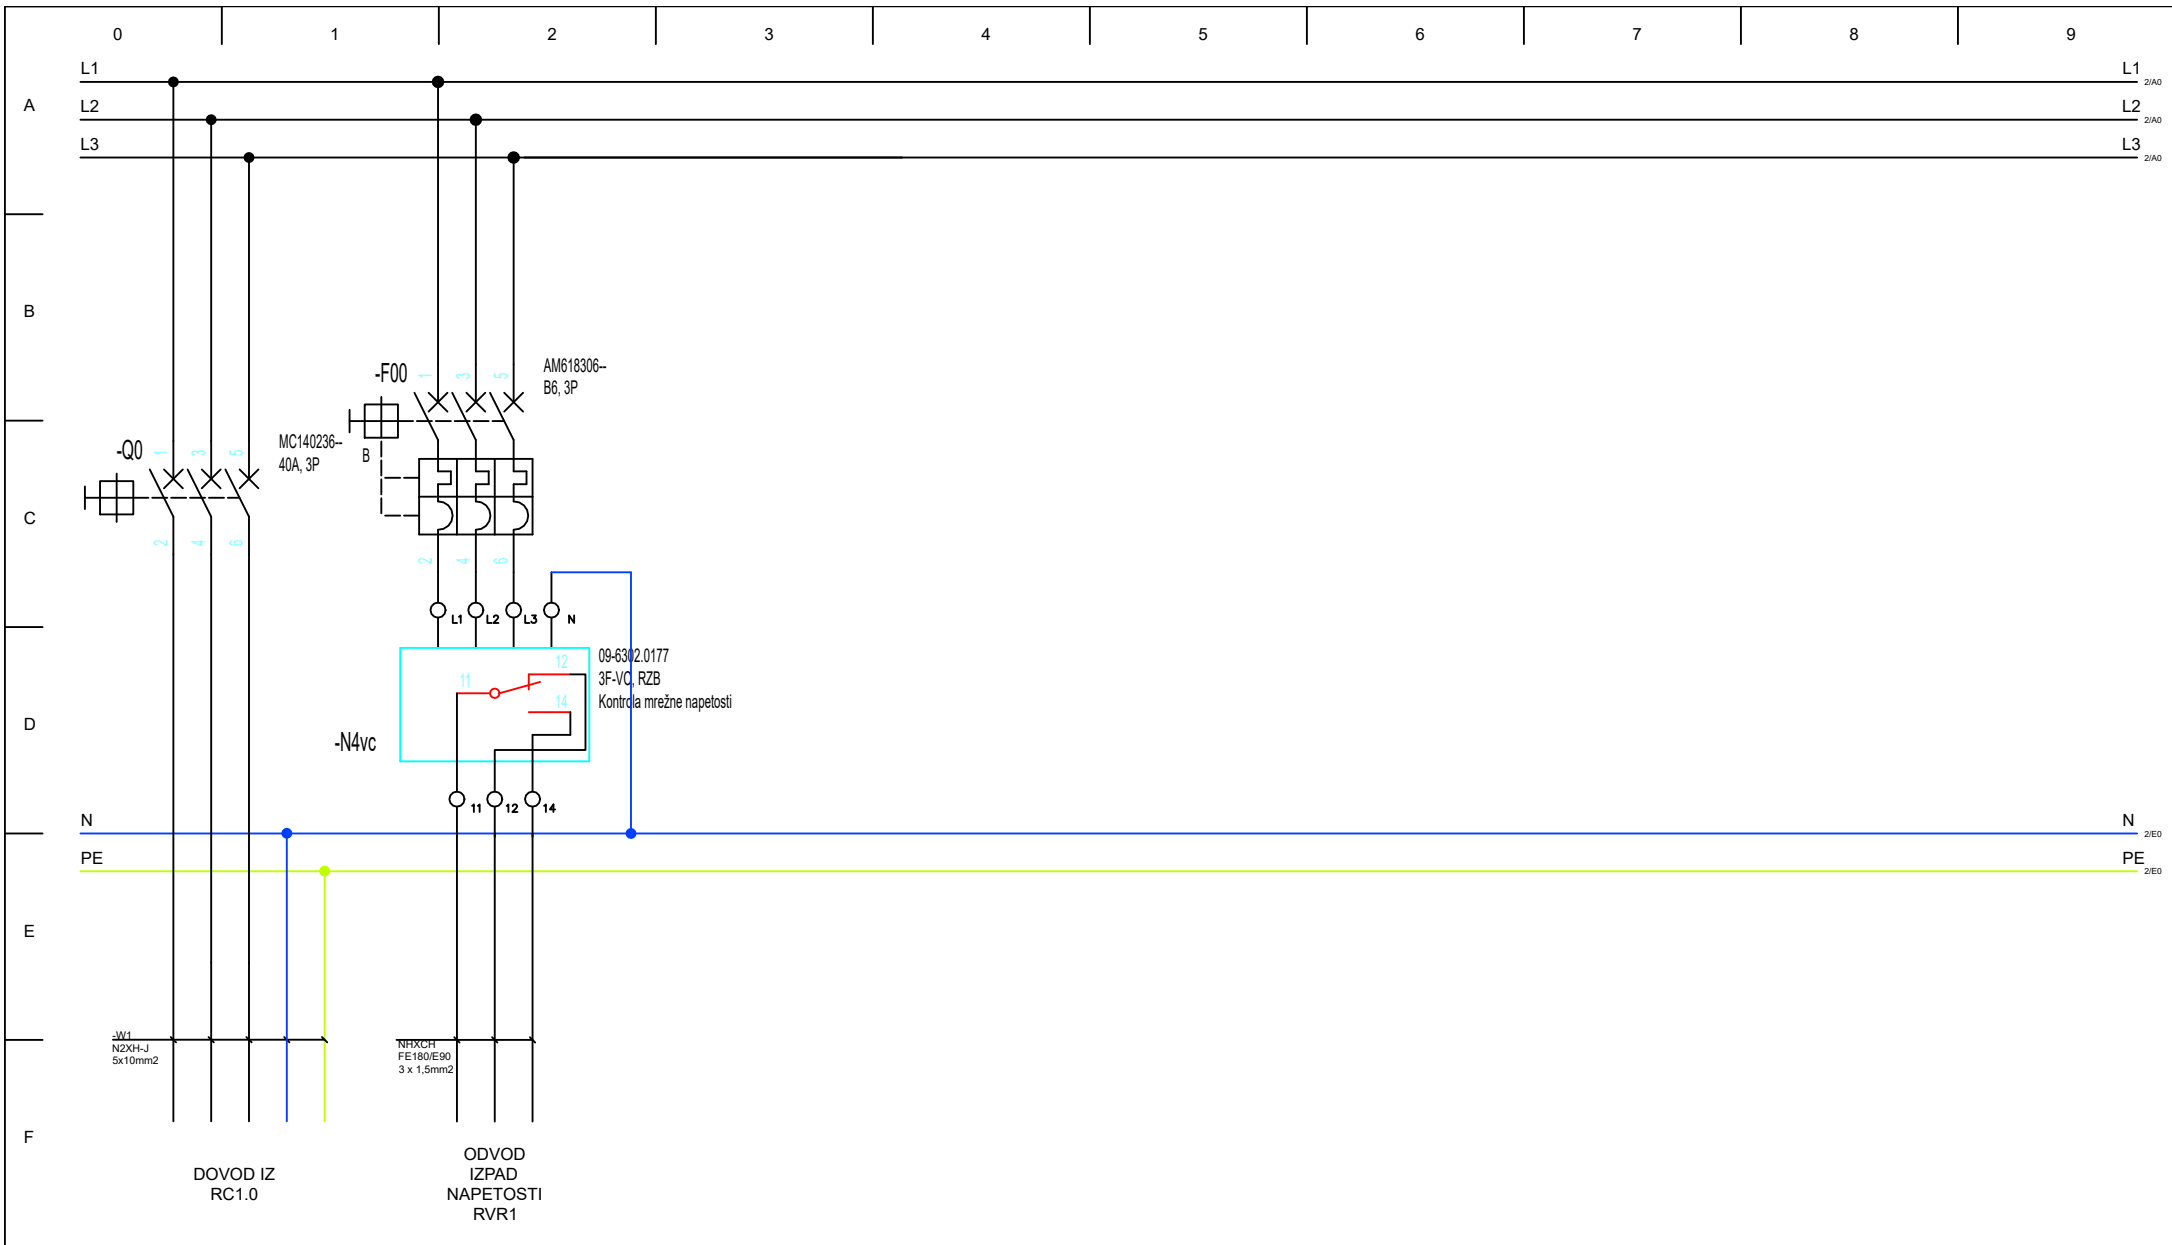 0 1 2 3 4 5 6 7 8 9
L1 L1 2/A0
A
L2 L2 2/A0
L3 L3 2/A0
B
-F00 1 3 5
AM618306--
B6, 3P
-Q0 1 3 5
MC140236--
40A, 3P
B
C
2 4 6
2 4 6
L1 L2 L3 N
09-6302.0177
3F-VC, RZB
Kontrola mrežne napetosti
11 12
14
D
-N4vc
11 12 14
N N 2/E0
PE PE 2/E0
E
-W1
N2XH-J
5x10mm2
NHXCH
FE180/E90
3 x 1,5mm2
F
DOVOD IZ
RC1.0
ODVOD
IZPAD
NAPETOSTI
RVR1